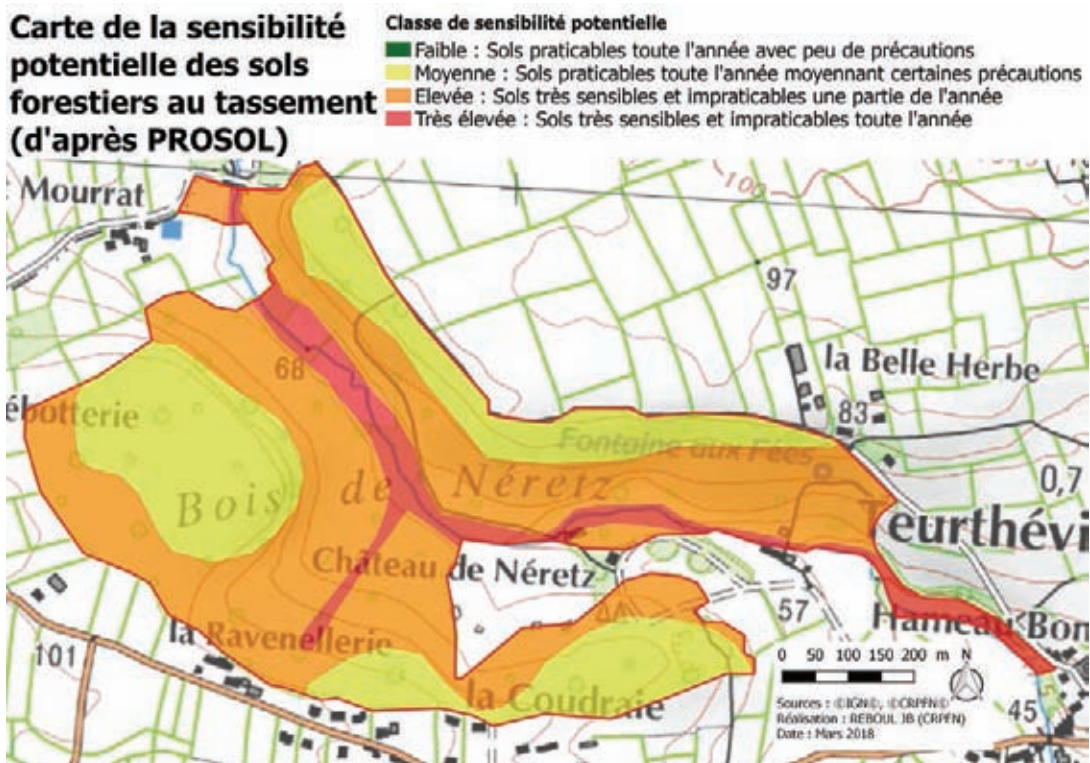 Carte de la sensibilité
potentielle des sols
forestiers au tassement
(d'après PROSOL)
Classe de sensibilité potentielle
Faible : Sols praticables toute l'année avec peu de précautions
Moyenne : Sols praticables toute l'année moyennant certaines précautions
Elevée : Sols très sensibles et impraticables une partie de l'année
Très élevée : Sols très sensibles et impraticables toute l'année
Mourrat
100
97
68
la Belle Herbe
83
ébotterie
Fontaine aux Fées
0,7
Bois de Néretz
Teurthévi
Château de Néretz
57
Hameau Bon
la Ravenellerie
101
la Coudraie
0 50 100 150 200 m N
Sources : ©IGN©, ©CRPFN©
Réalisation : REBOUL JB (CRPFN)
Date : Mars 2018
45